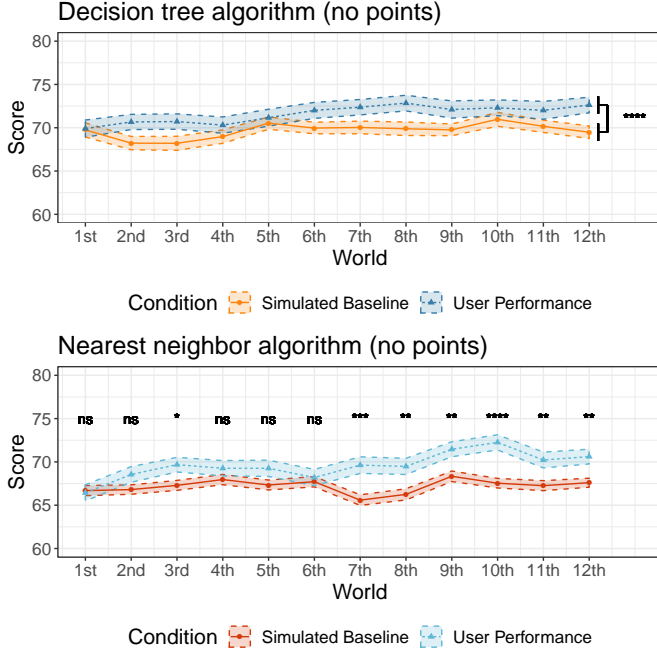 Decision tree algorithm (no points)
80
75
70
65
60
Score
****
1st 2nd 3rd 4th 5th 6th 7th 8th 9th 10th 11th 12th
World
Condition Simulated Baseline User Performance
Nearest neighbor algorithm (no points)
80
75
70
65
60
Score
ns ns * ns ns ns *** ** ** **** ** **
1st 2nd 3rd 4th 5th 6th 7th 8th 9th 10th 11th 12th
World
Condition Simulated Baseline User Performance